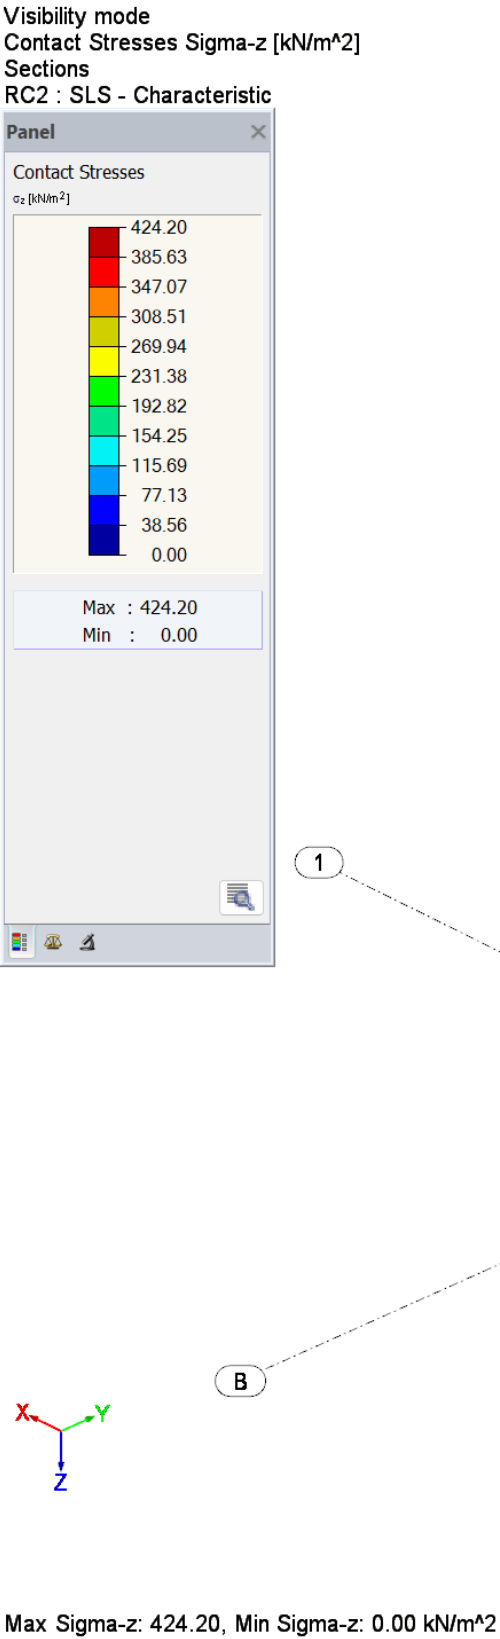 Visibility mode
Contact Stresses Sigma-z [kN/m^2]
Sections
RC2 : SLS - Characteristic
Panel
Contact Stresses
σz [kN/m2]
424.20
385.63
347.07
308.51
269.94
231.38
192.82
154.25
115.69
77.13
38.56
0.00
Max : 424.20
Min : 0.00
1
B
X Y
Z
Max Sigma-z: 424.20, Min Sigma-z: 0.00 kN/m^2